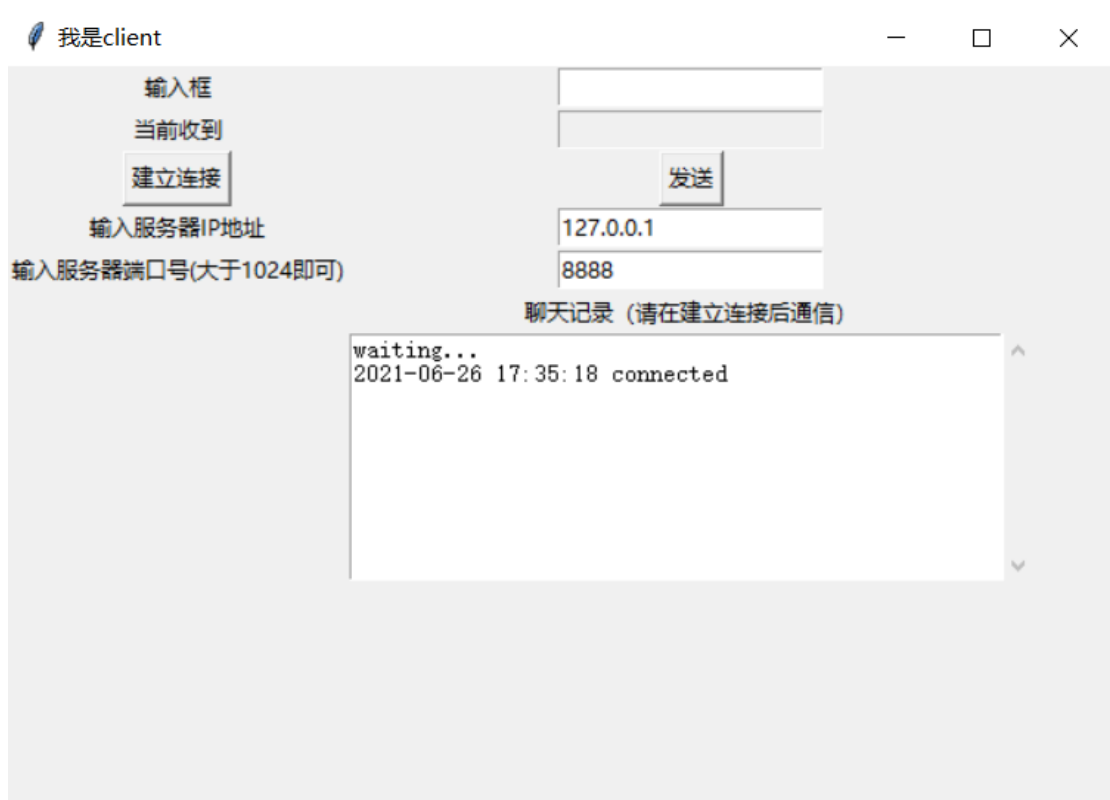 我是client
输入框
当前收到
建立连接 发送
输入服务器IP地址 127.0.0.1
输入服务器端口号(大于1024即可) 8888
聊天记录（请在建立连接后通信）
waiting...
2021-06-26 17:35:18 connected